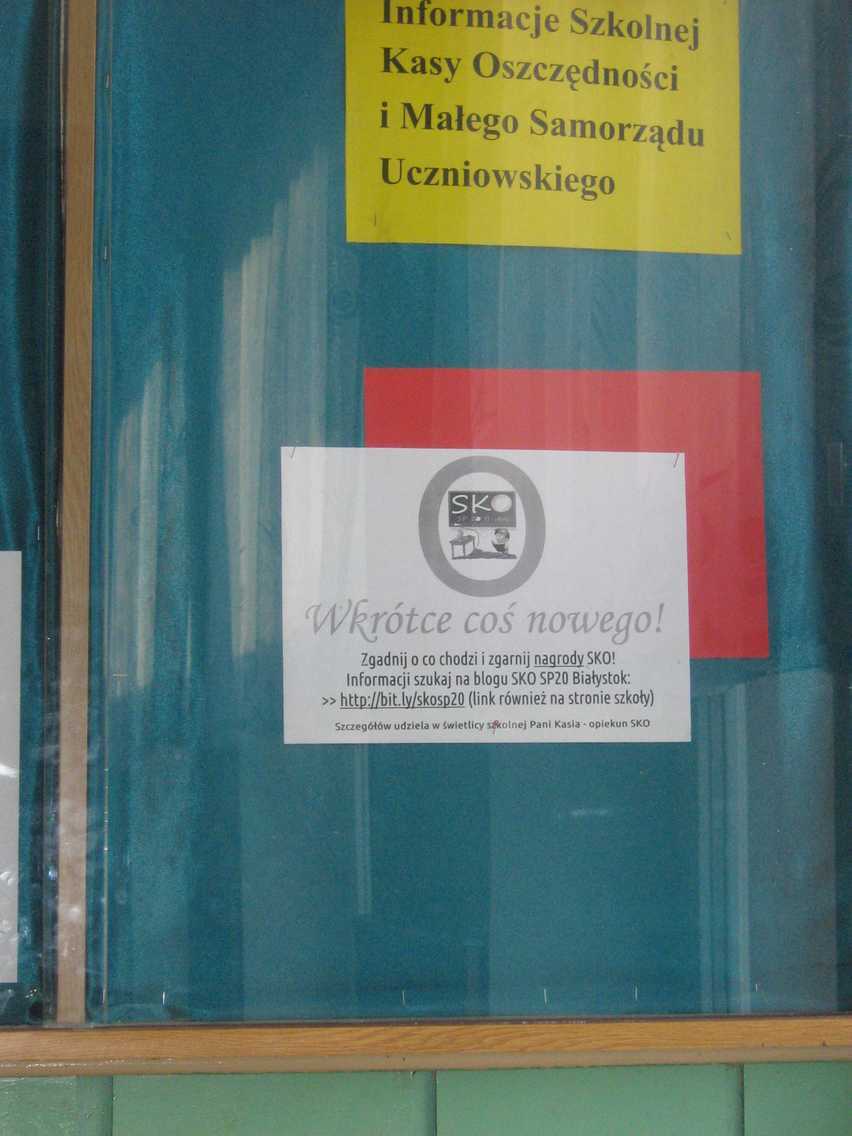 Informacje Szkolnej
Kasy Oszczędności
i Małego Samorządu
Uczniowskiego
SKO
Wkrótce coś nowego!
Zgadnij o co chodzi i zgarnij nagrody SKO!
Informacji szukaj na blogu SKO SP20 Białystok:
>> http://bit.ly/skosp20 (link również na stronie szkoły)
Szczegółów udziela w świetlicy szkolnej Pani Kasia - opiekun SKO